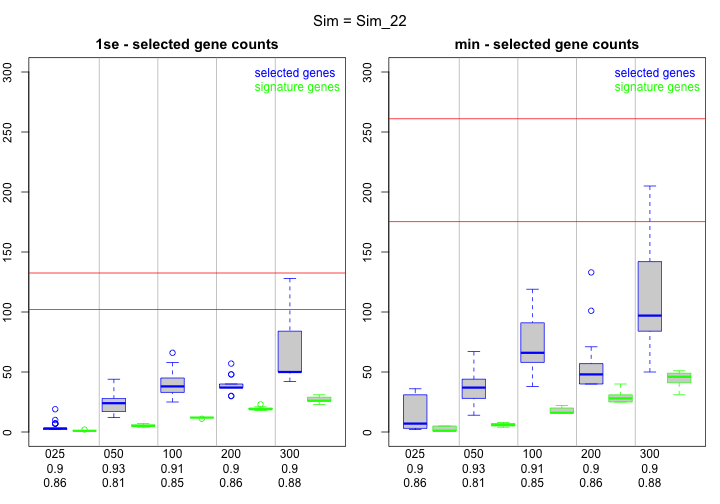 Sim = Sim_22
1se - selected gene counts
300
250
200
150
100
50
0
selected genes
signature genes
025 050 100 200 300
0.9 0.93 0.91 0.9 0.9
0.86 0.81 0.85 0.86 0.88
min - selected gene counts
300
250
200
150
100
50
0
selected genes
signature genes
025 050 100 200 300
0.9 0.93 0.91 0.9 0.9
0.86 0.81 0.85 0.86 0.88